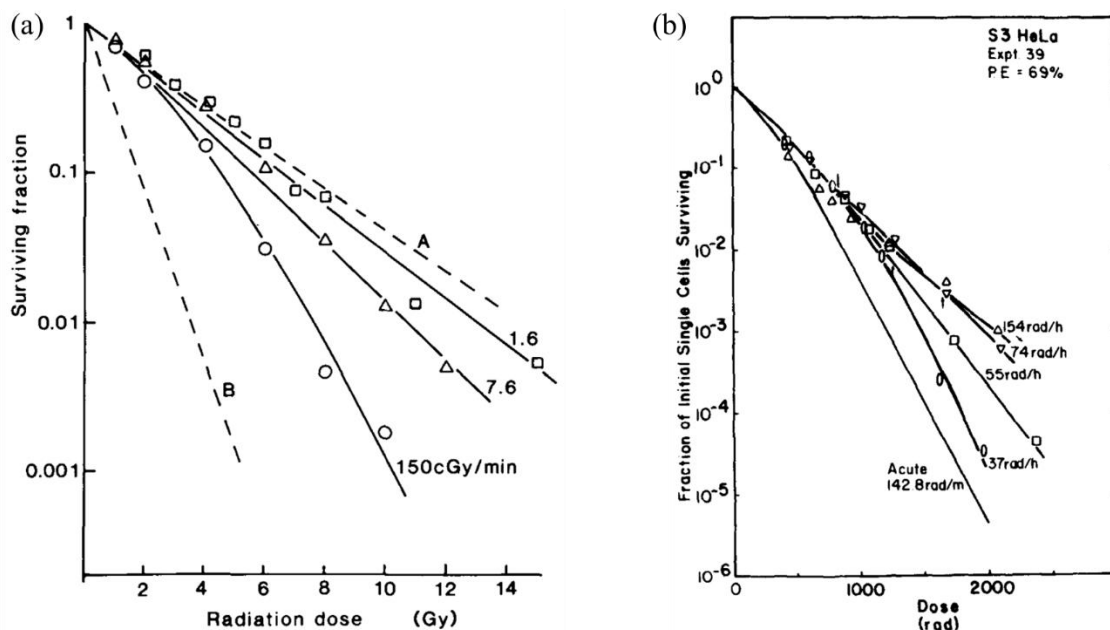 (a)
1
0.1
0.01
0.001
Surviving fraction
A
B
1.6
7.6
150cGy/min
2
4
6
8
10
12
14
Radiation dose (Gy)
(b)
S3 HeLa
Expt 39
P.E = 69%
10⁰
10⁻¹
10⁻²
10⁻³
10⁻⁴
10⁻⁵
10⁻⁶
Fraction of Initial Single Cells Surviving
154rad/h
74rad/h
55rad/h
37rad/h
Acute
142 8rad/m
0
1000
2000
Dose
(rad)